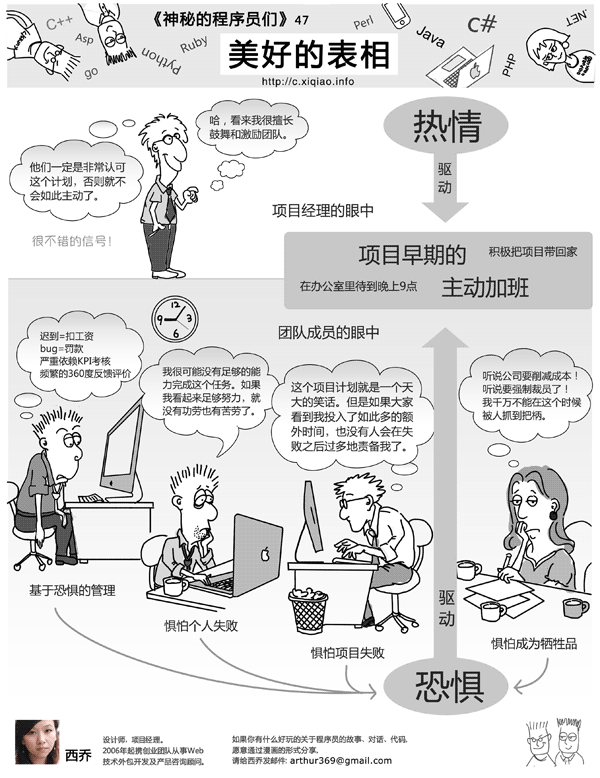 《神秘的程序员们》47
美好的表相
http://c.xiqiao.info
C++
Asp
go
Python
Ruby
Perl
Java
C#
PHP
.NET
热情
驱动
哈，看来我很擅长
鼓舞和激励团队。
他们一定是非常认可
这个计划，否则就不
会如此主动了。
很不错的信号！
项目经理的眼中
项目早期的
积极把项目带回家
在办公室里待到晚上9点
主动加班
团队成员的眼中
迟到=扣工资
bug=罚款
严重依赖KPI考核
频繁的360度反馈评价
我很可能没有足够的能
力完成这个任务。如果
我看起来足够努力，就
没有功劳也有苦劳了。
这个项目计划就是一个天
大的笑话。但是如果大家
看到我投入了如此多的额
外时间，也没有人会在失
败之后过多地责备我了。
听说公司要削减成本！
听说要强制裁员了！
我千万不能在这个时候
被人抓到把柄。
12
3
6
9
基于恐惧的管理
惧怕个人失败
惧怕项目失败
惧怕成为牺牲品
驱动
恐惧
西乔
设计师，项目经理。
2006年起携创业团队从事Web
技术外包开发及产品咨询顾问。
如果你有什么好玩的关于程序员的故事、对话、代码，
愿意通过漫画的形式分享，
请给西乔发邮件: arthur369@gmail.com